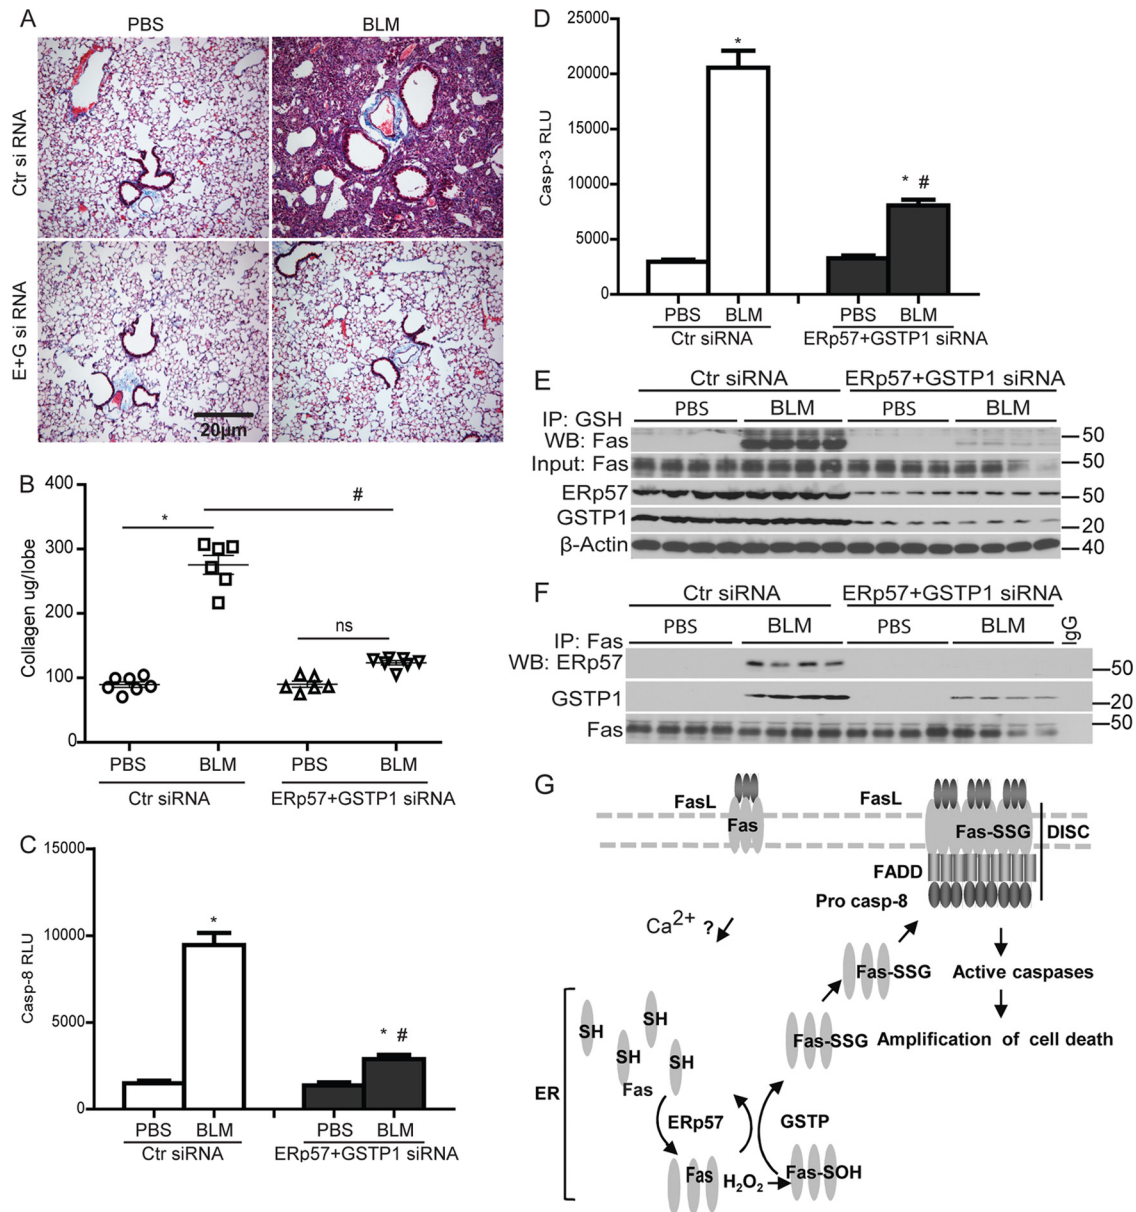 A
PBS
BLM
Ctr si RNA
E+G si RNA
20µm
B
Collagen ug/lobe
400
300
200
100
0
*
#
ns
PBS
BLM
PBS
BLM
Ctr siRNA
ERp57+GSTP1 siRNA
C
Casp-8 RLU
15000
10000
5000
0
*
* #
PBS
BLM
PBS
BLM
Ctr siRNA
ERp57+GSTP1 siRNA
D
Casp-3 RLU
25000
20000
15000
10000
5000
0
*
* #
PBS
BLM
PBS
BLM
Ctr siRNA
ERp57+GSTP1 siRNA
E
Ctr siRNA
ERp57+GSTP1 siRNA
PBS
BLM
PBS
BLM
IP: GSH
WB: Fas
50
Input: Fas
50
ERp57
50
GSTP1
20
β-Actin
40
F
Ctr siRNA
ERp57+GSTP1 siRNA
PBS
BLM
PBS
BLM
IgG
IP: Fas
WB: ERp57
50
GSTP1
20
Fas
50
G
FasL
FasL
Fas
Fas-SSG
DISC
FADD
Pro casp-8
Ca2+ ?
Fas-SSG
Active caspases
SH
SH
SH
SH
Fas
Fas-SSG
Amplification of cell death
ER
ERp57
GSTP
Fas
H2O2
Fas-SOH